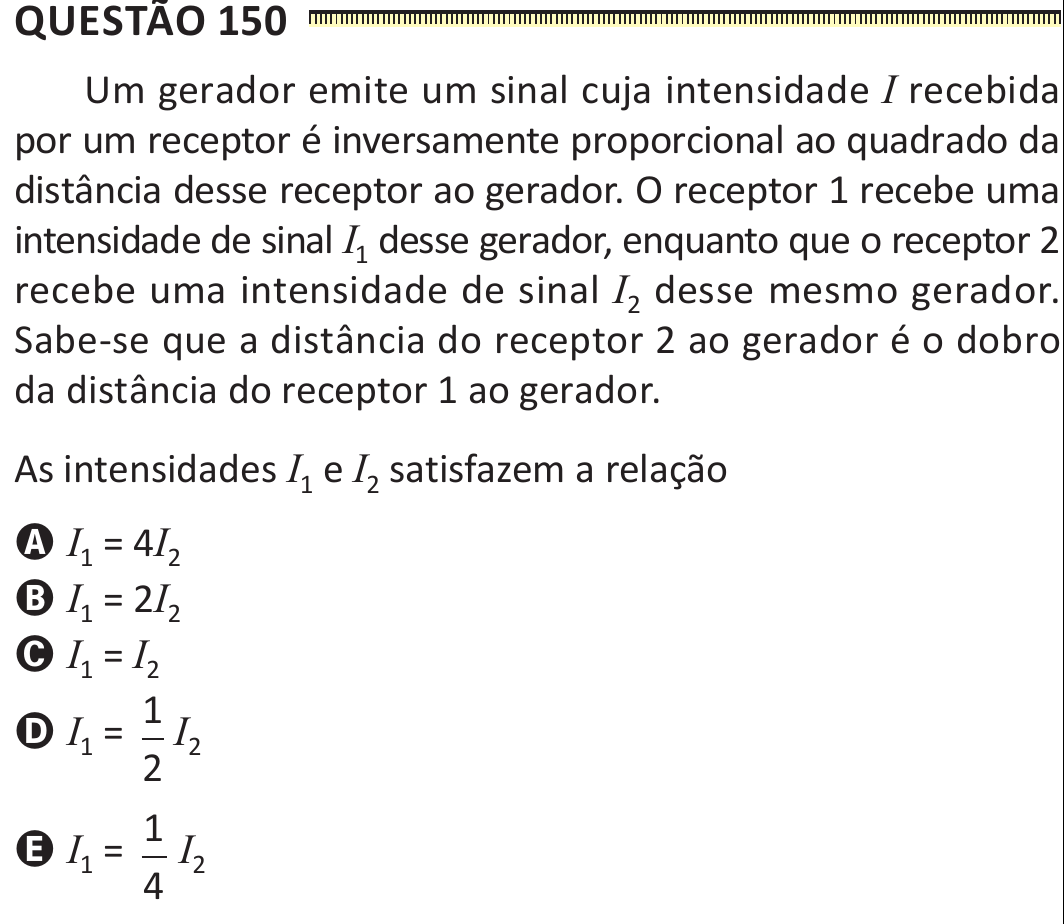 QUESTÃO 150
Um gerador emite um sinal cuja intensidade I recebida
por um receptor é inversamente proporcional ao quadrado da
distância desse receptor ao gerador. O receptor 1 recebe uma
intensidade de sinal I₁ desse gerador, enquanto que o receptor 2
recebe uma intensidade de sinal I₂ desse mesmo gerador.
Sabe-se que a distância do receptor 2 ao gerador é o dobro
da distância do receptor 1 ao gerador.
As intensidades I₁ e I₂ satisfazem a relação
A I₁ = 4I₂
B I₁ = 2I₂
C I₁ = I₂
D I₁ = 1/2 I₂
E I₁ = 1/4 I₂